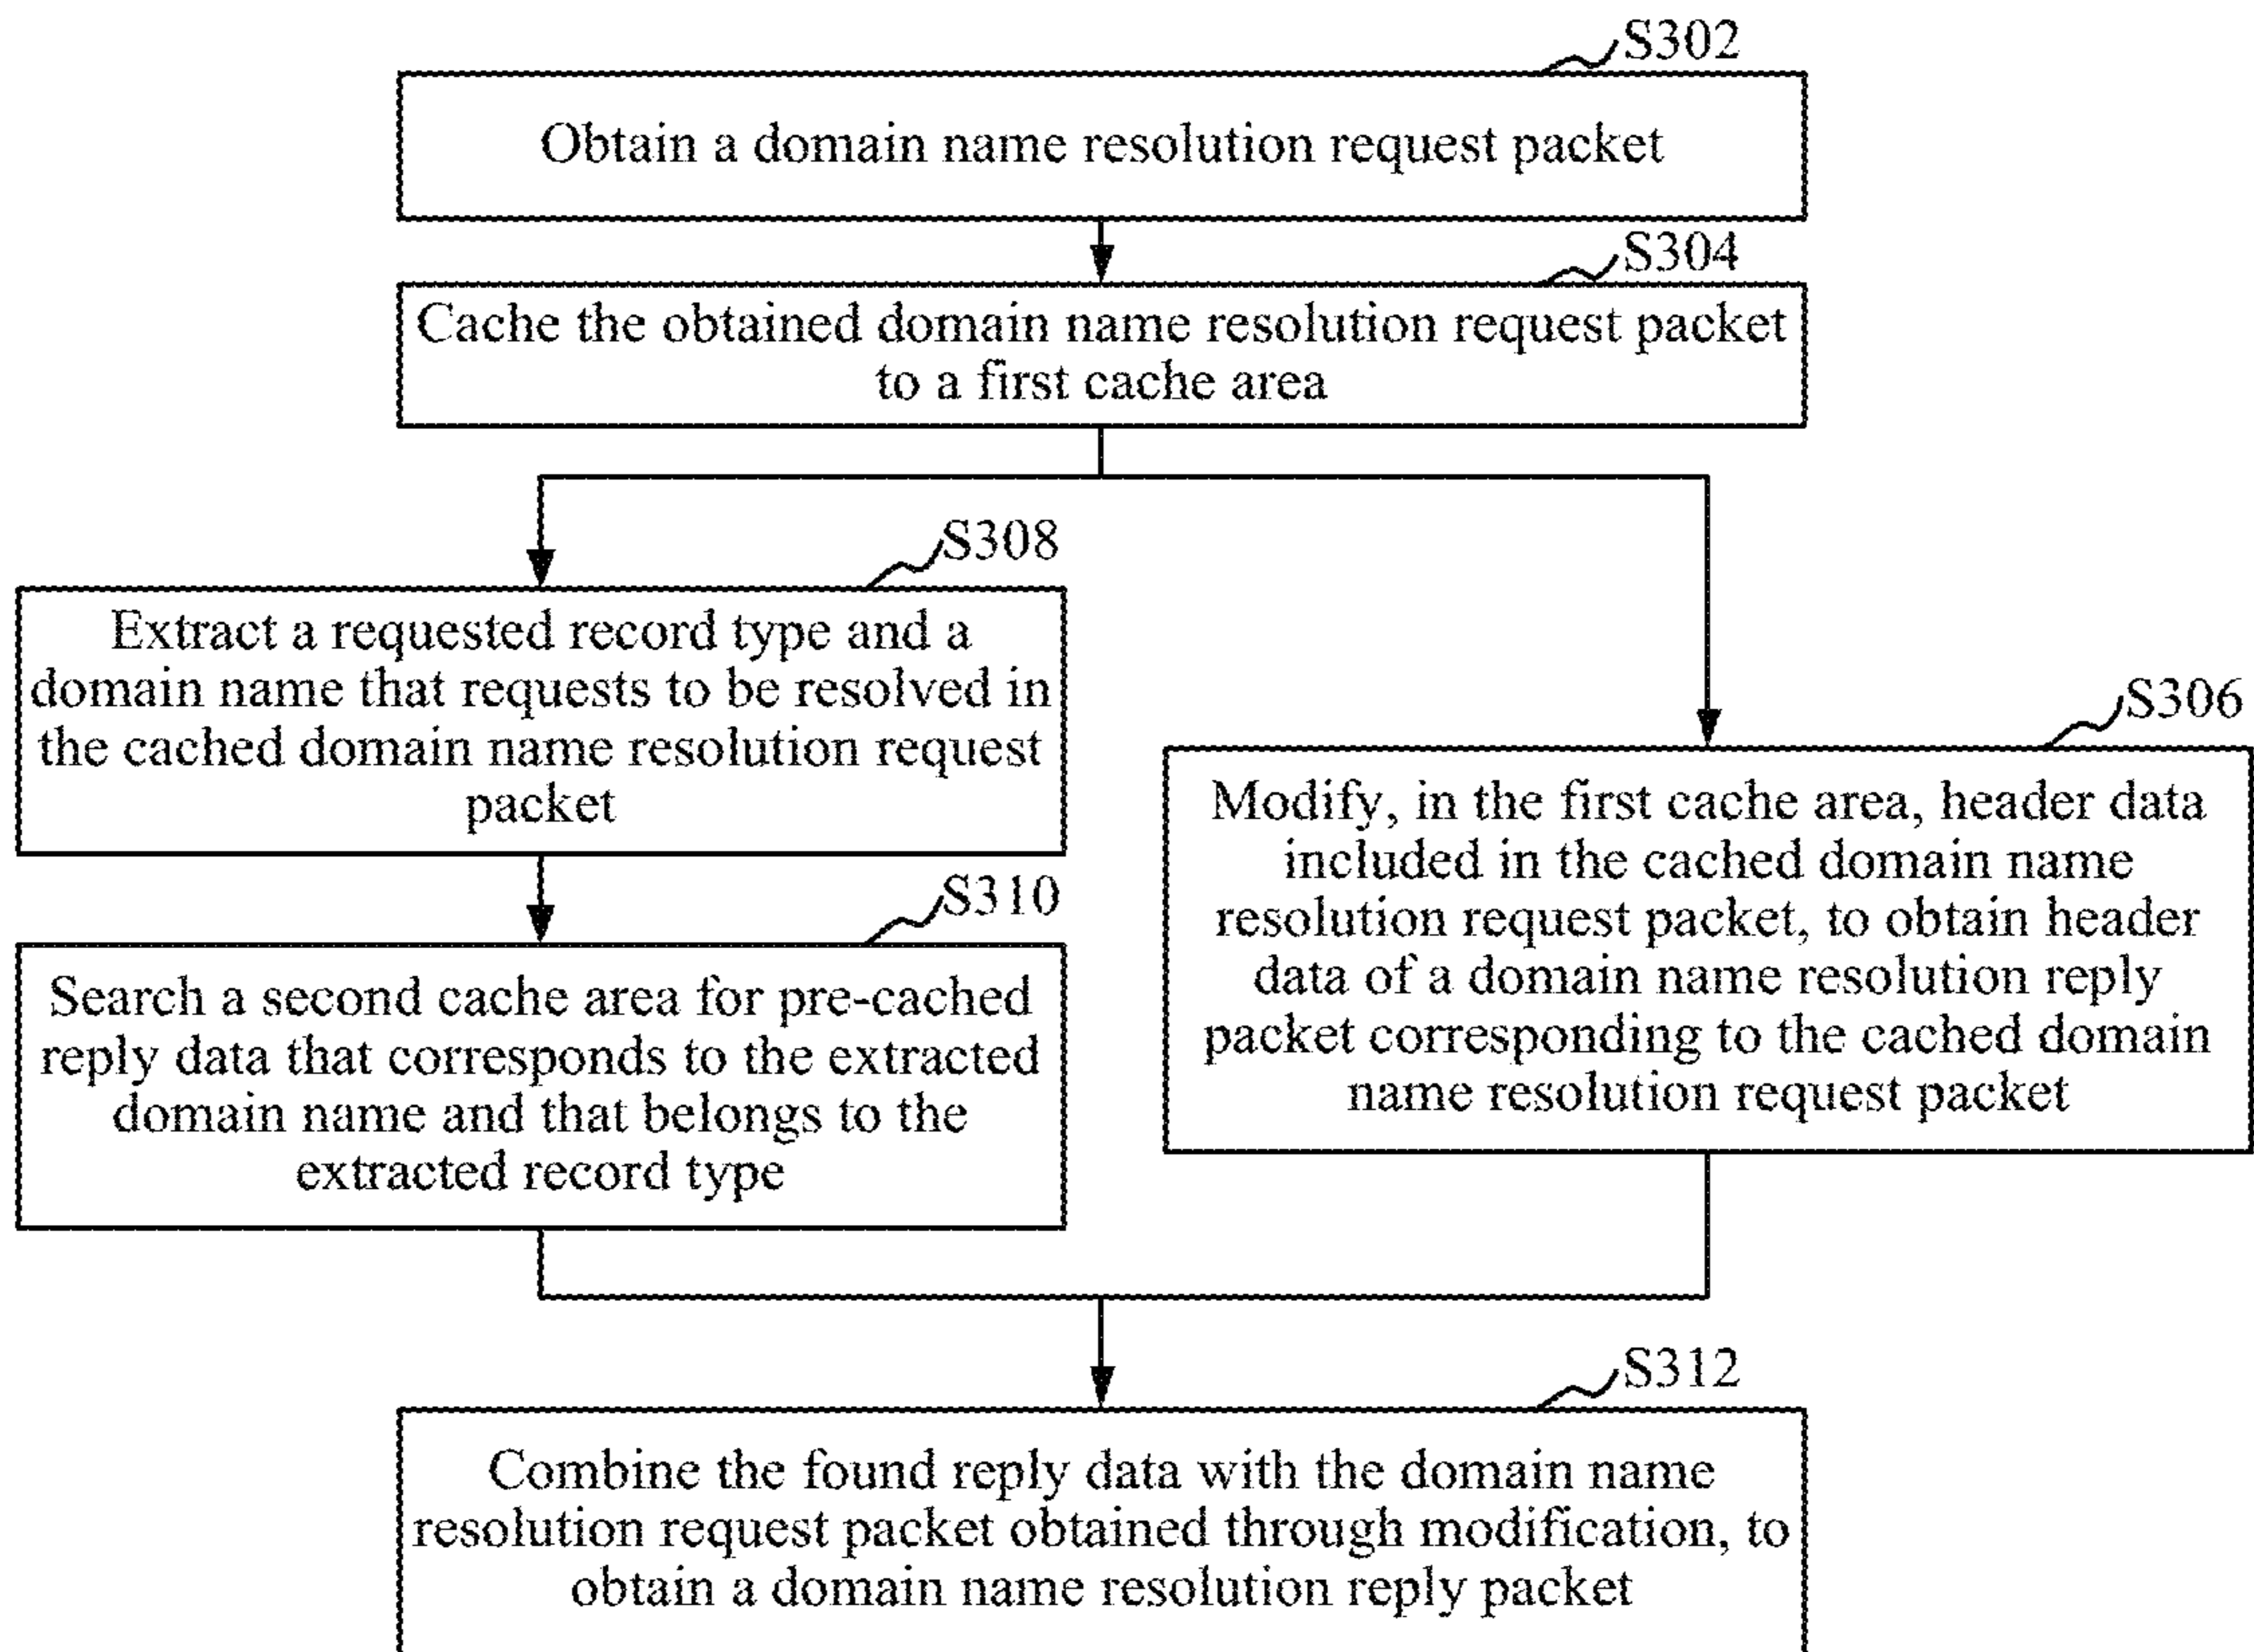 S302
Obtain a domain name resolution request packet
S304
Cache the obtained domain name resolution request packet
to a first cache area
S308
Extract a requested record type and a
domain name that requests to be resolved in
the cached domain name resolution request
packet
S306
Modify, in the first cache area, header data
included in the cached domain name
resolution request packet, to obtain header
data of a domain name resolution reply
packet corresponding to the cached domain
name resolution request packet
S310
Search a second cache area for pre-cached
reply data that corresponds to the extracted
domain name and that belongs to the
extracted record type
S312
Combine the found reply data with the domain name
resolution request packet obtained through modification, to
obtain a domain name resolution reply packet